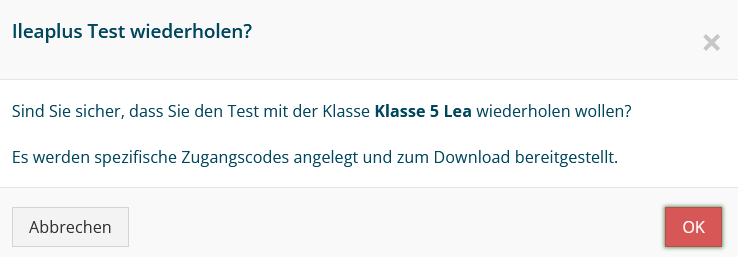 Ileaplus Test wiederholen?
Sind Sie sicher, dass Sie den Test mit der Klasse Klasse 5 Lea wiederholen wollen?
Es werden spezifische Zugangscodes angelegt und zum Download bereitgestellt.
Abbrechen
OK